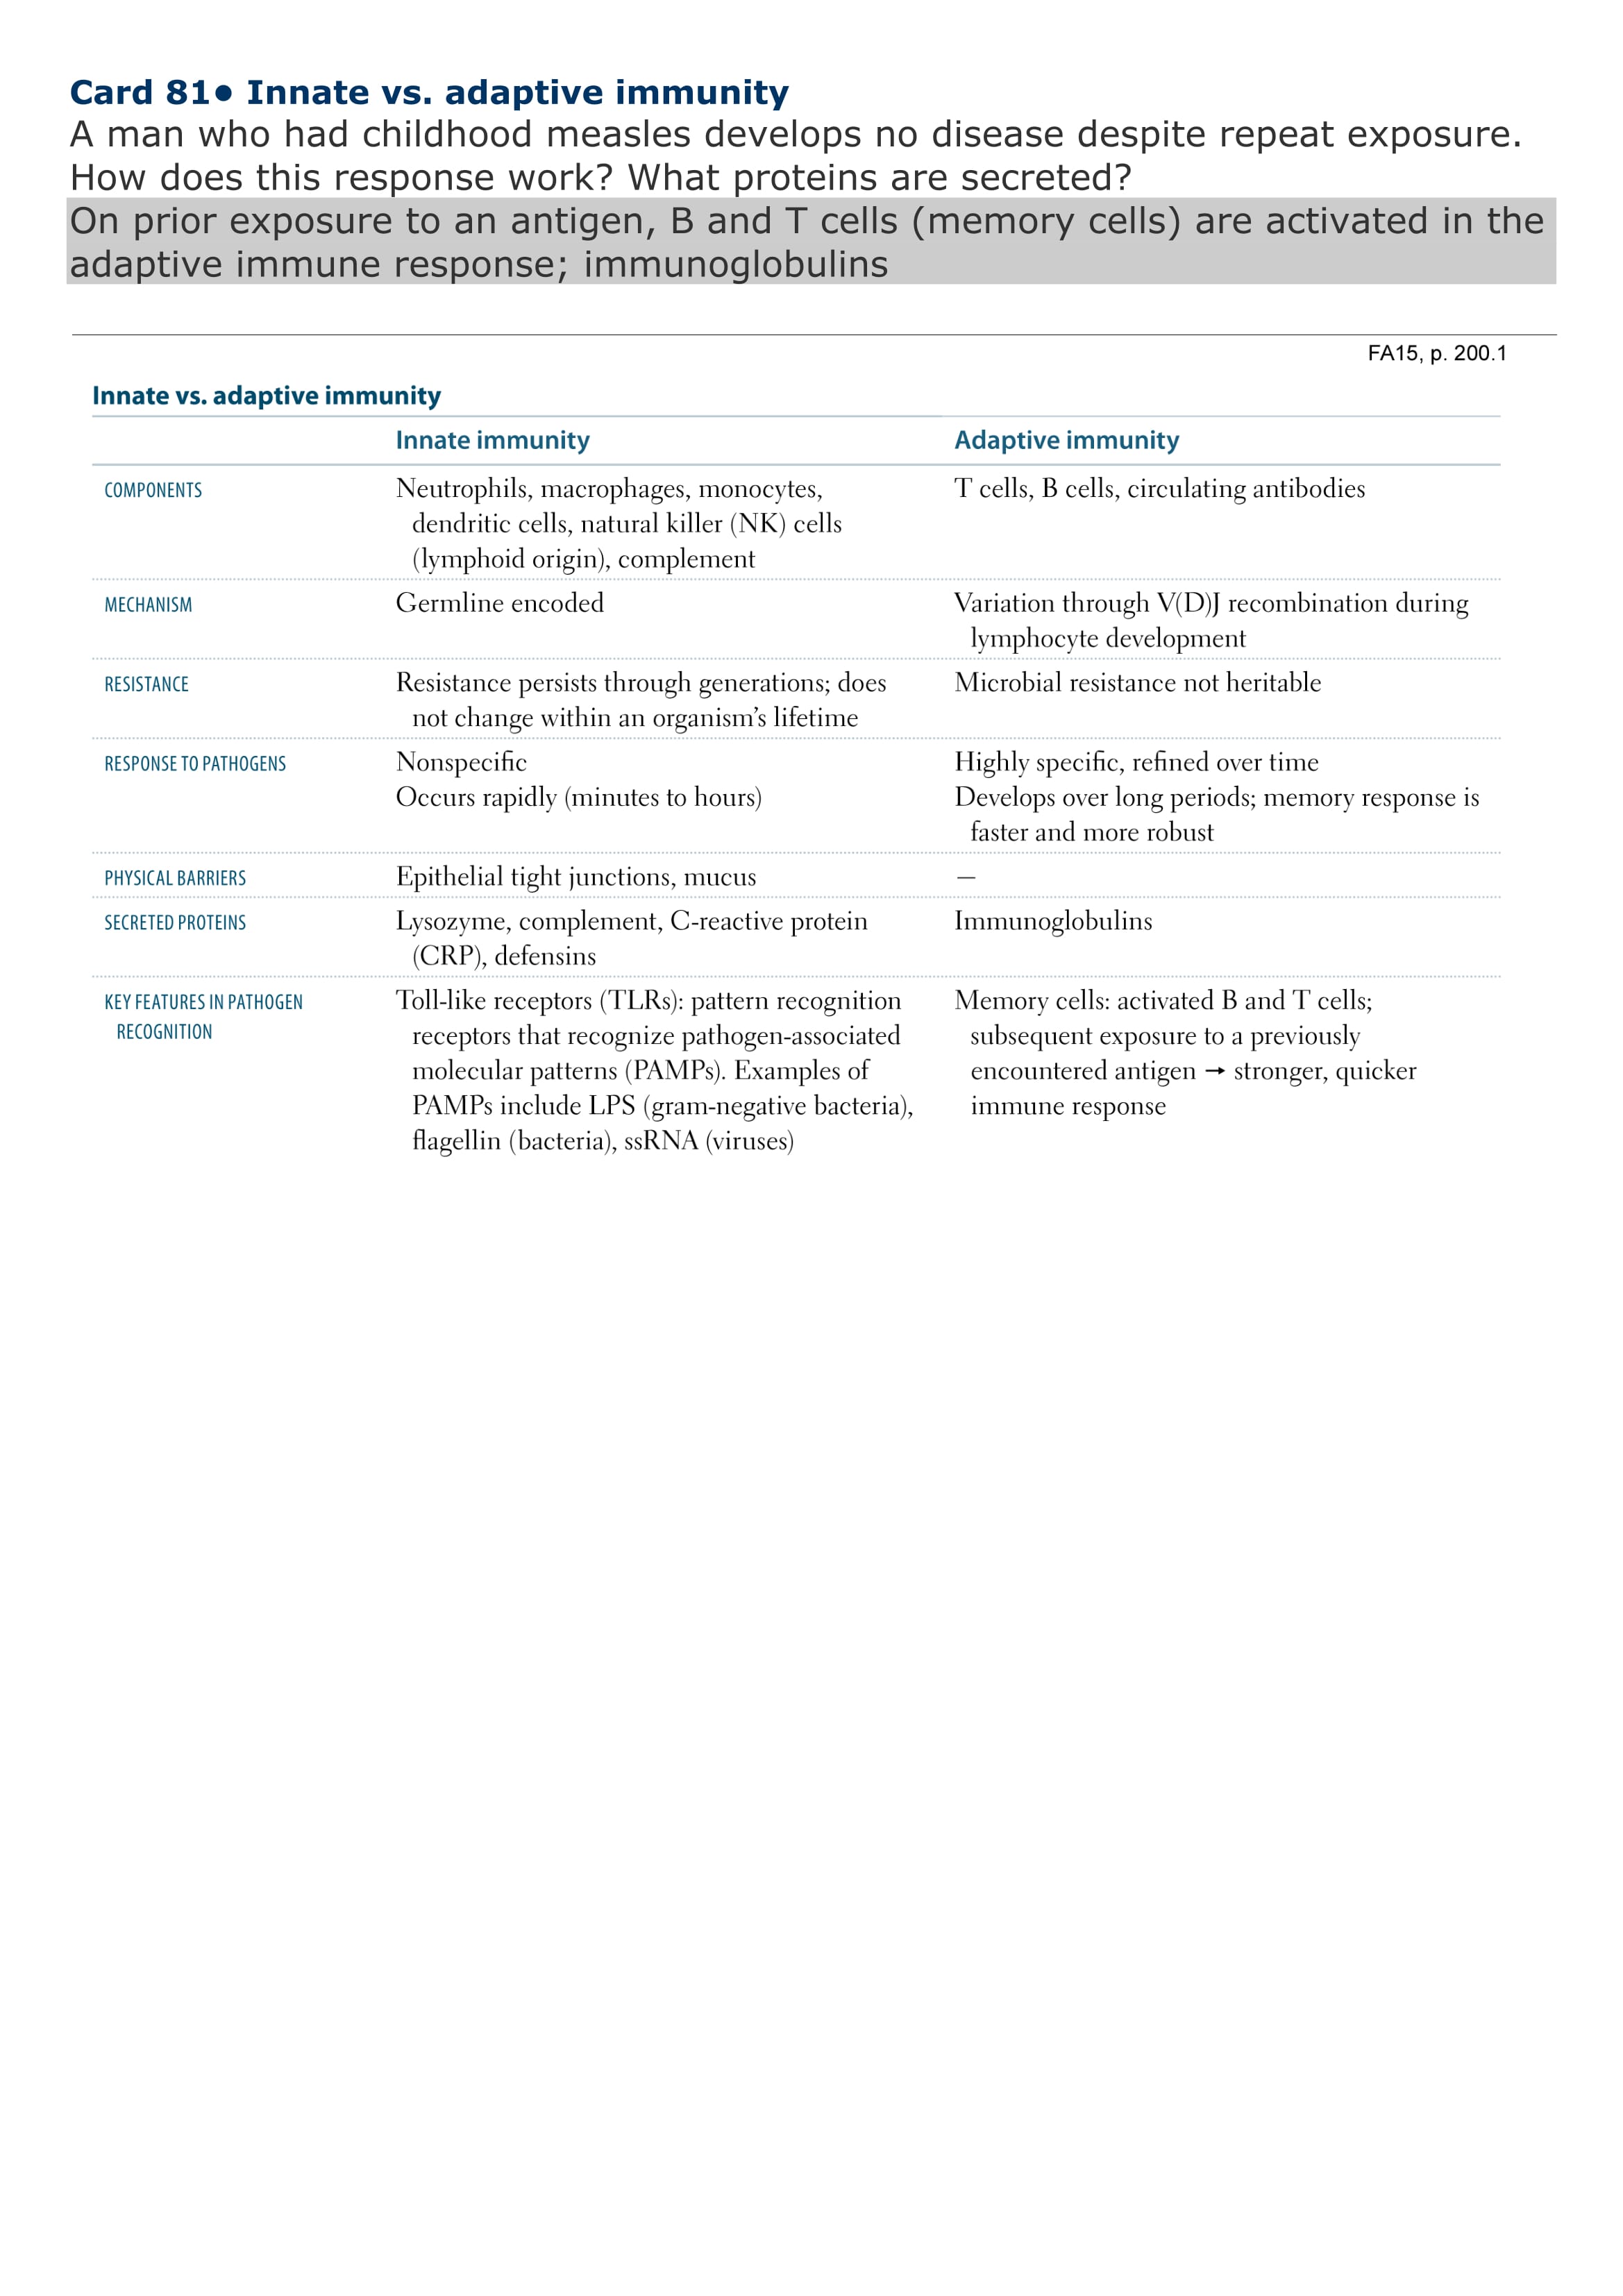 Card 81● Innate vs. adaptive immunity
A man who had childhood measles develops no disease despite repeat exposure.
How does this response work? What proteins are secreted?
On prior exposure to an antigen, B and T cells (memory cells) are activated in the
adaptive immune response; immunoglobulins
FA15, p. 200.1
Innate vs. adaptive immunity
Innate immunity
Adaptive immunity
COMPONENTS
Neutrophils, macrophages, monocytes,
dendritic cells, natural killer (NK) cells
(lymphoid origin), complement
T cells, B cells, circulating antibodies
MECHANISM
Germline encoded
Variation through V(D)J recombination during
lymphocyte development
RESISTANCE
Resistance persists through generations; does
not change within an organism’s lifetime
Microbial resistance not heritable
RESPONSE TO PATHOGENS
Nonspecific
Occurs rapidly (minutes to hours)
Highly specific, refined over time
Develops over long periods; memory response is
faster and more robust
PHYSICAL BARRIERS
Epithelial tight junctions, mucus
—
SECRETED PROTEINS
Lysozyme, complement, C-reactive protein
(CRP), defensins
Immunoglobulins
KEY FEATURES IN PATHOGEN
RECOGNITION
Toll-like receptors (TLRs): pattern recognition
receptors that recognize pathogen-associated
molecular patterns (PAMPs). Examples of
PAMPs include LPS (gram-negative bacteria),
flagellin (bacteria), ssRNA (viruses)
Memory cells: activated B and T cells;
subsequent exposure to a previously
encountered antigen → stronger, quicker
immune response